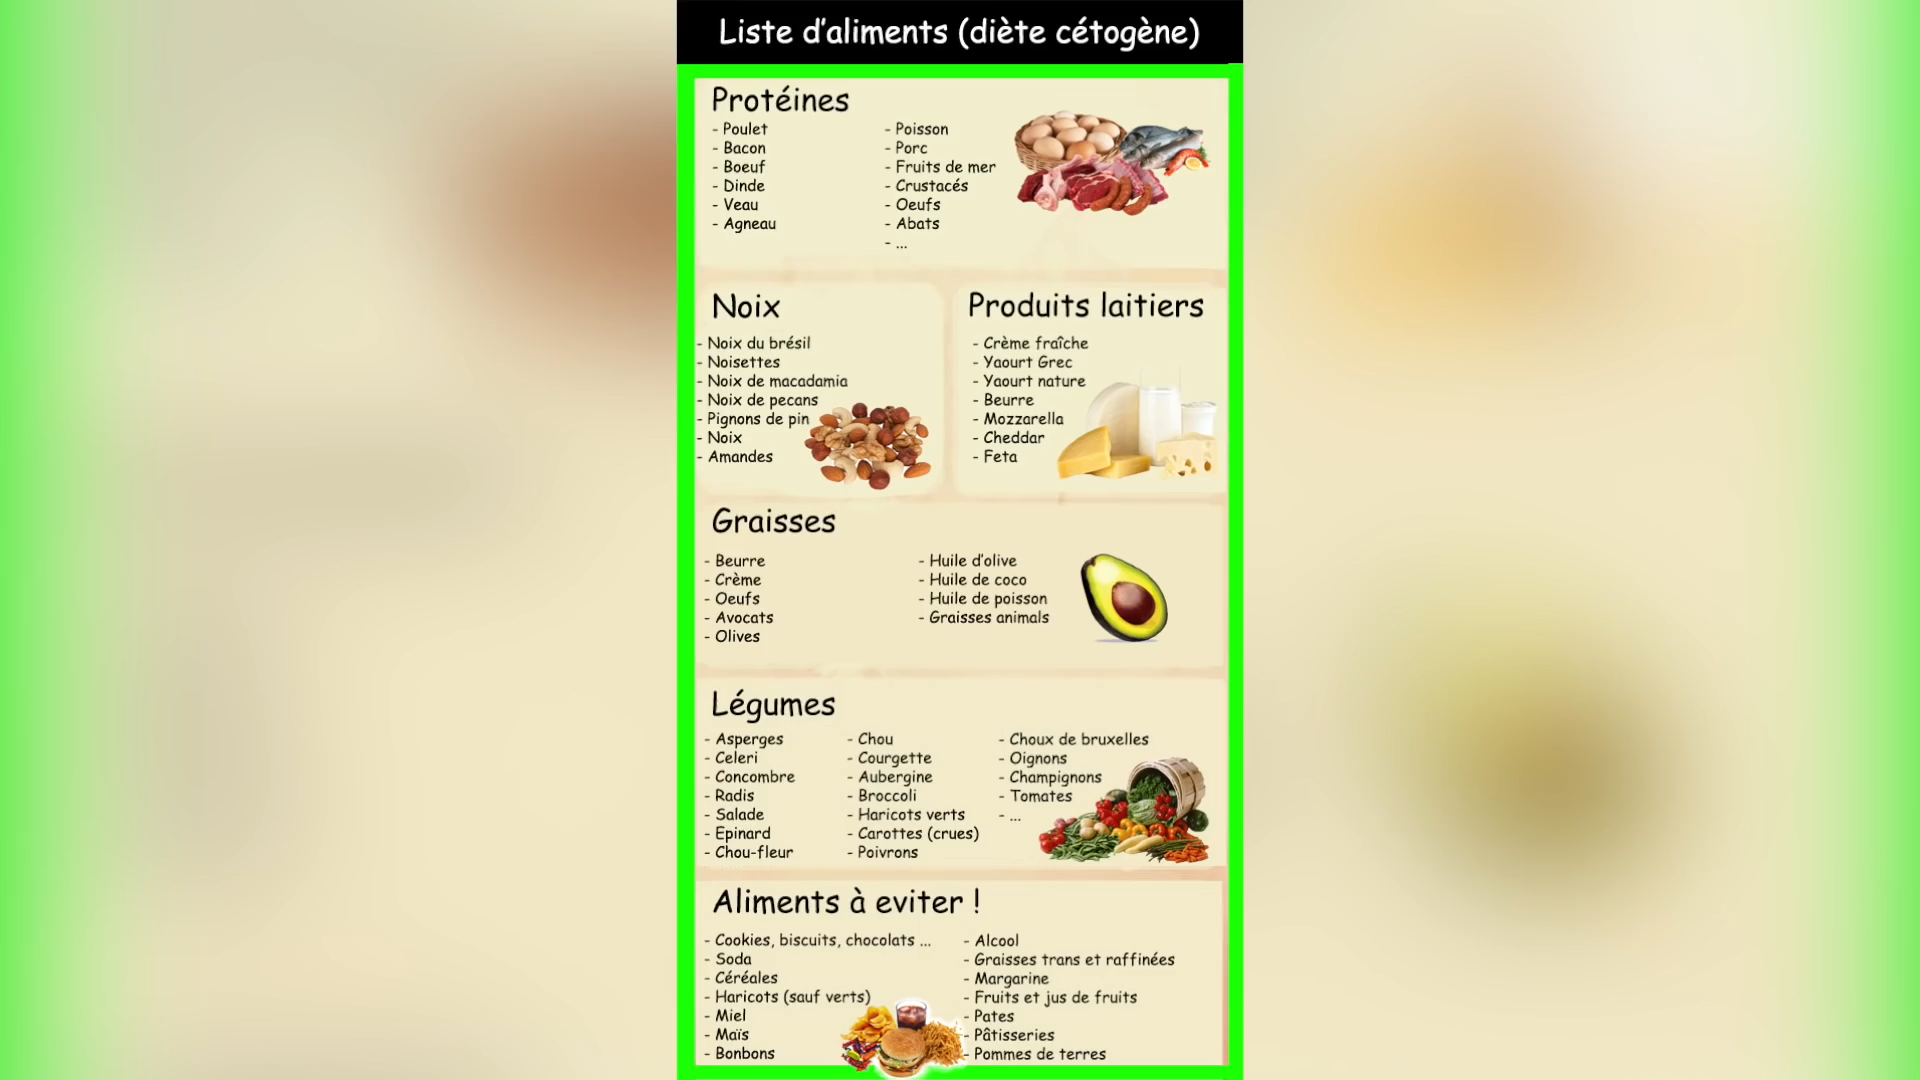 Liste d'aliments (diète cétogène)
Protéines
- Poulet
- Bacon
- Boeuf
- Dinde
- Veau
- Agneau
- Poisson
- Porc
- Fruits de mer
- Crustacés
- Oeufs
- Abats
- ...
Noix
- Noix du brésil
- Noisettes
- Noix de macadamia
- Noix de pecans
- Pignons de pin
- Noix
- Amandes
Produits laitiers
- Crème fraîche
- Yaourt Grec
- Yaourt nature
- Beurre
- Mozzarella
- Cheddar
- Feta
Graisses
- Beurre
- Crème
- Oeufs
- Avocats
- Olives
- Huile d'olive
- Huile de coco
- Huile de poisson
- Graisses animals
Légumes
- Asperges
- Celeri
- Concombre
- Radis
- Salade
- Epinard
- Chou-fleur
- Chou
- Courgette
- Aubergine
- Broccoli
- Haricots verts
- Carottes (crues)
- Poivrons
- Choux de bruxelles
- Oignons
- Champignons
- Tomates
- ...
Aliments à eviter !
- Cookies, biscuits, chocolats ...
- Soda
- Céréales
- Haricots (sauf verts)
- Miel
- Maïs
- Bonbons
- Alcool
- Graisses trans et raffinées
- Margarine
- Fruits et jus de fruits
- Pates
- Pâtisseries
- Pommes de terres